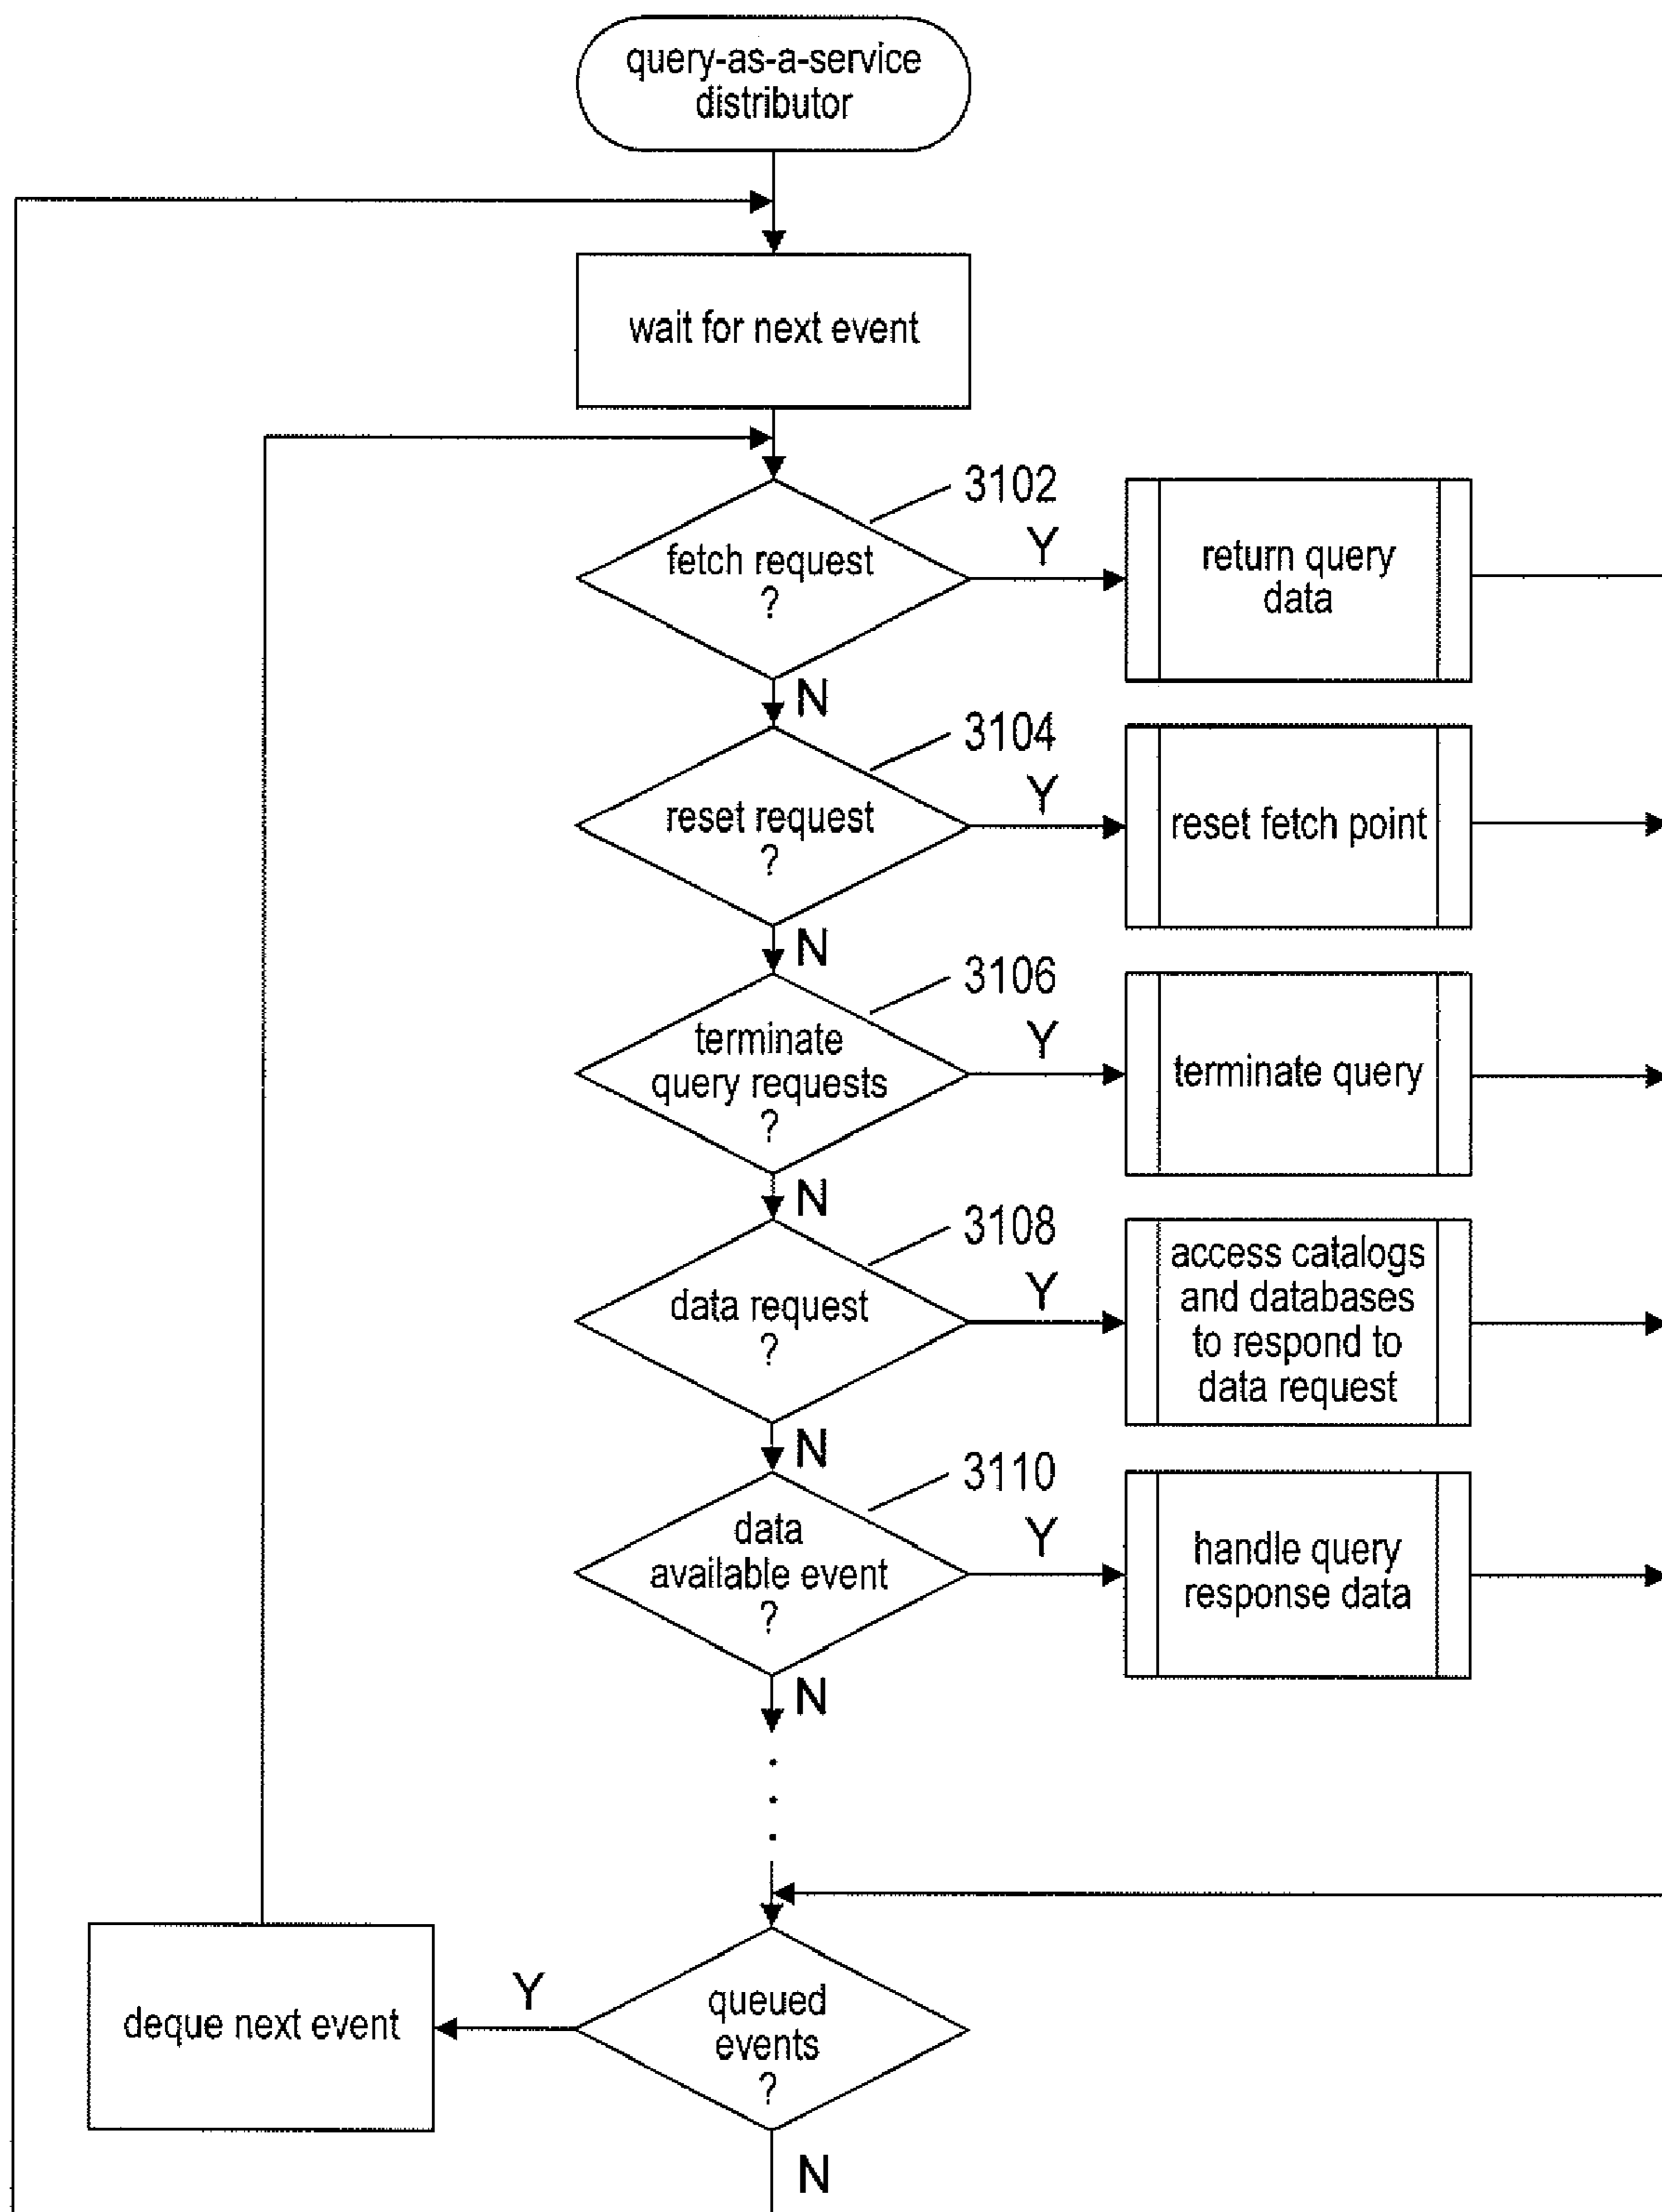 query-as-a-service
distributor
wait for next event
3102
fetch request
?
Y
return query
data
N
3104
reset request
?
Y
reset fetch point
N
3106
terminate
query requests
?
Y
terminate query
N
3108
data request
?
Y
access catalogs
and databases
to respond to
data request
N
3110
data
available event
?
Y
handle query
response data
N
queued
events
?
Y
deque next event
N